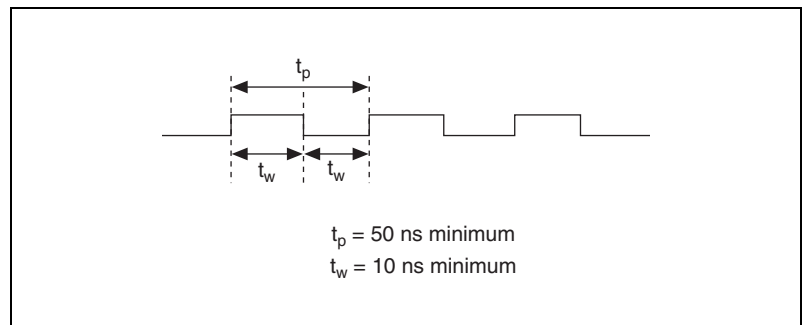 tp
tw tw
tp = 50 ns minimum
tw = 10 ns minimum